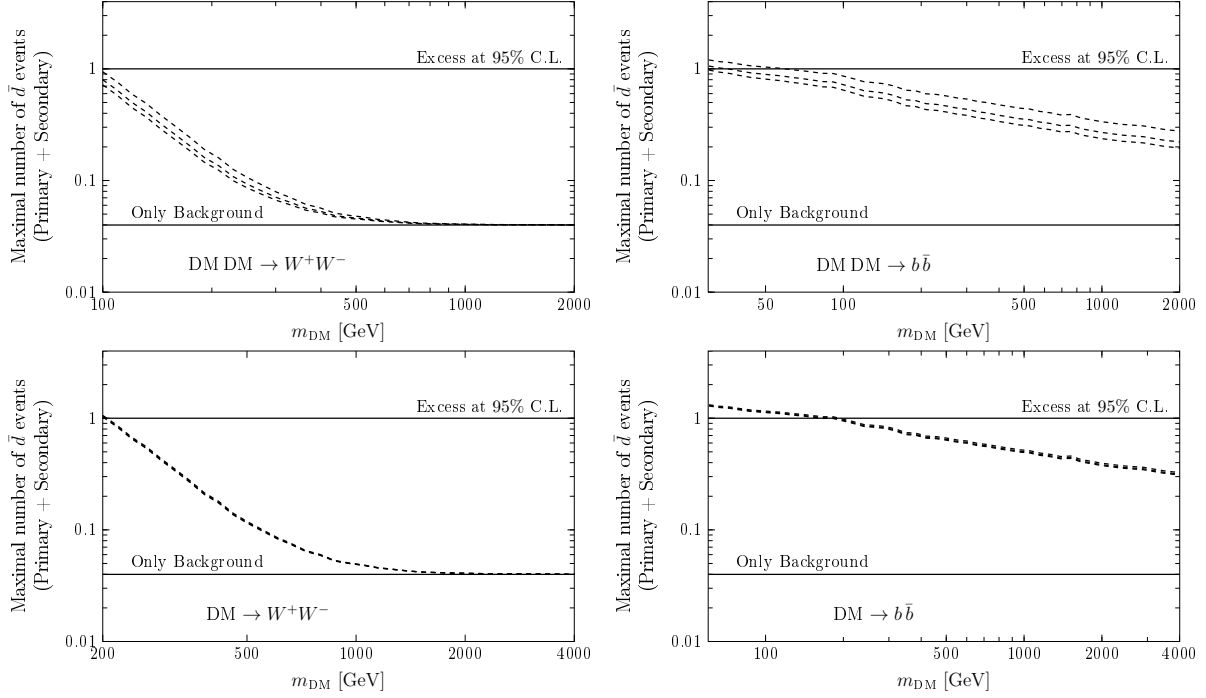 Maximal number of d̄ events
(Primary + Secondary)
1
0.1
0.01
Excess at 95% C.L.
Only Background
DM DM → W⁺W⁻
100
500
1000
2000
m_DM [GeV]
Maximal number of d̄ events
(Primary + Secondary)
1
0.1
0.01
Excess at 95% C.L.
Only Background
DM DM → b b̄
50
100
500
1000
2000
m_DM [GeV]
Maximal number of d̄ events
(Primary + Secondary)
1
0.1
0.01
Excess at 95% C.L.
Only Background
DM → W⁺W⁻
200
500
1000
2000
4000
m_DM [GeV]
Maximal number of d̄ events
(Primary + Secondary)
1
0.1
0.01
Excess at 95% C.L.
Only Background
DM → b b̄
100
500
1000
2000
4000
m_DM [GeV]